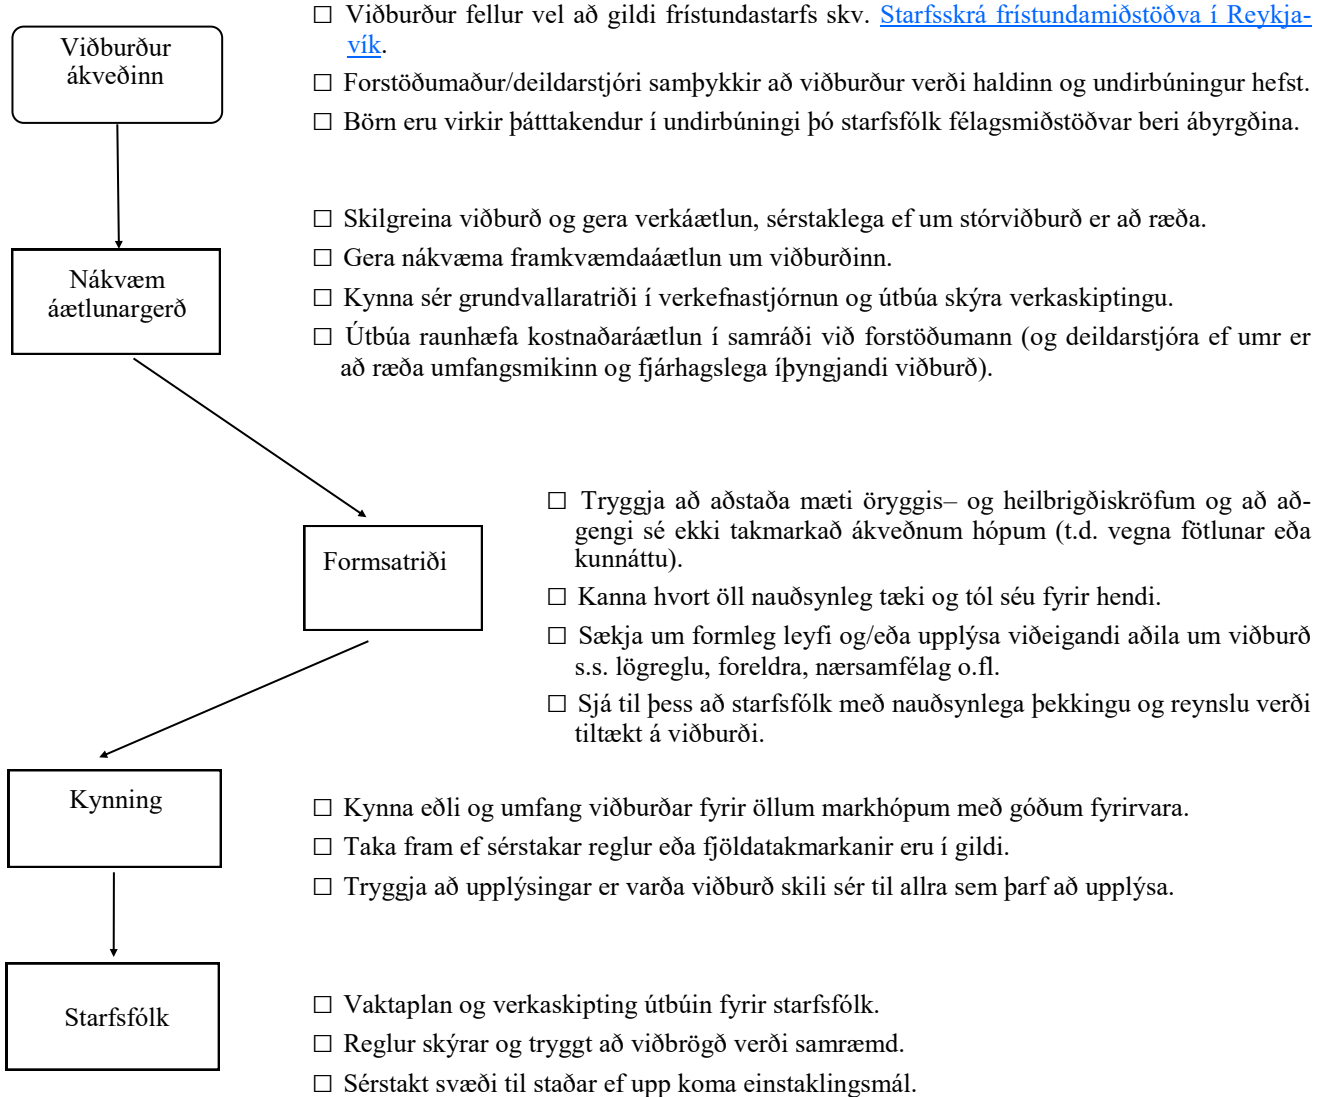 Viðburður
ákveðinn
☐ Viðburður fellur vel að gildi frístundastarfs skv. Starfsskrá frístundamiðstöðva í Reykja-
vík.
☐ Forstöðumaður/deildarstjóri samþykkir að viðburður verði haldinn og undirbúningur hefst.
☐ Börn eru virkir þátttakendur í undirbúningi þó starfsfólk félagsmiðstöðvar beri ábyrgðina.
Nákvæm
áætlunargerð
☐ Skilgreina viðburð og gera verkáætlun, sérstaklega ef um stórviðburð er að ræða.
☐ Gera nákvæma framkvæmdaáætlun um viðburðinn.
☐ Kynna sér grundvallaratriði í verkefnastjórnun og útbúa skýra verkaskiptingu.
☐ Útbúa raunhæfa kostnaðaráætlun í samráði við forstöðumann (og deildarstjóra ef umr er
að ræða umfangsmikinn og fjárhagslega íþyngjandi viðburð).
Formsatriði
☐ Tryggja að aðstaða mæti öryggis– og heilbrigðiskröfum og að að-
gengi sé ekki takmarkað ákveðnum hópum (t.d. vegna fötlunar eða
kunnáttu).
☐ Kanna hvort öll nauðsynleg tæki og tól séu fyrir hendi.
☐ Sækja um formleg leyfi og/eða upplýsa viðeigandi aðila um viðburð
s.s. lögreglu, foreldra, nærsamfélag o.fl.
☐ Sjá til þess að starfsfólk með nauðsynlega þekkingu og reynslu verði
tiltækt á viðburði.
Kynning
☐ Kynna eðli og umfang viðburðar fyrir öllum markhópum með góðum fyrirvara.
☐ Taka fram ef sérstakar reglur eða fjöldatakmarkanir eru í gildi.
☐ Tryggja að upplýsingar er varða viðburð skili sér til allra sem þarf að upplýsa.
Starfsfólk
☐ Vaktaplan og verkaskipting útbúin fyrir starfsfólk.
☐ Reglur skýrar og tryggt að viðbrögð verði samræmd.
☐ Sérstakt svæði til staðar ef upp koma einstaklingsmál.